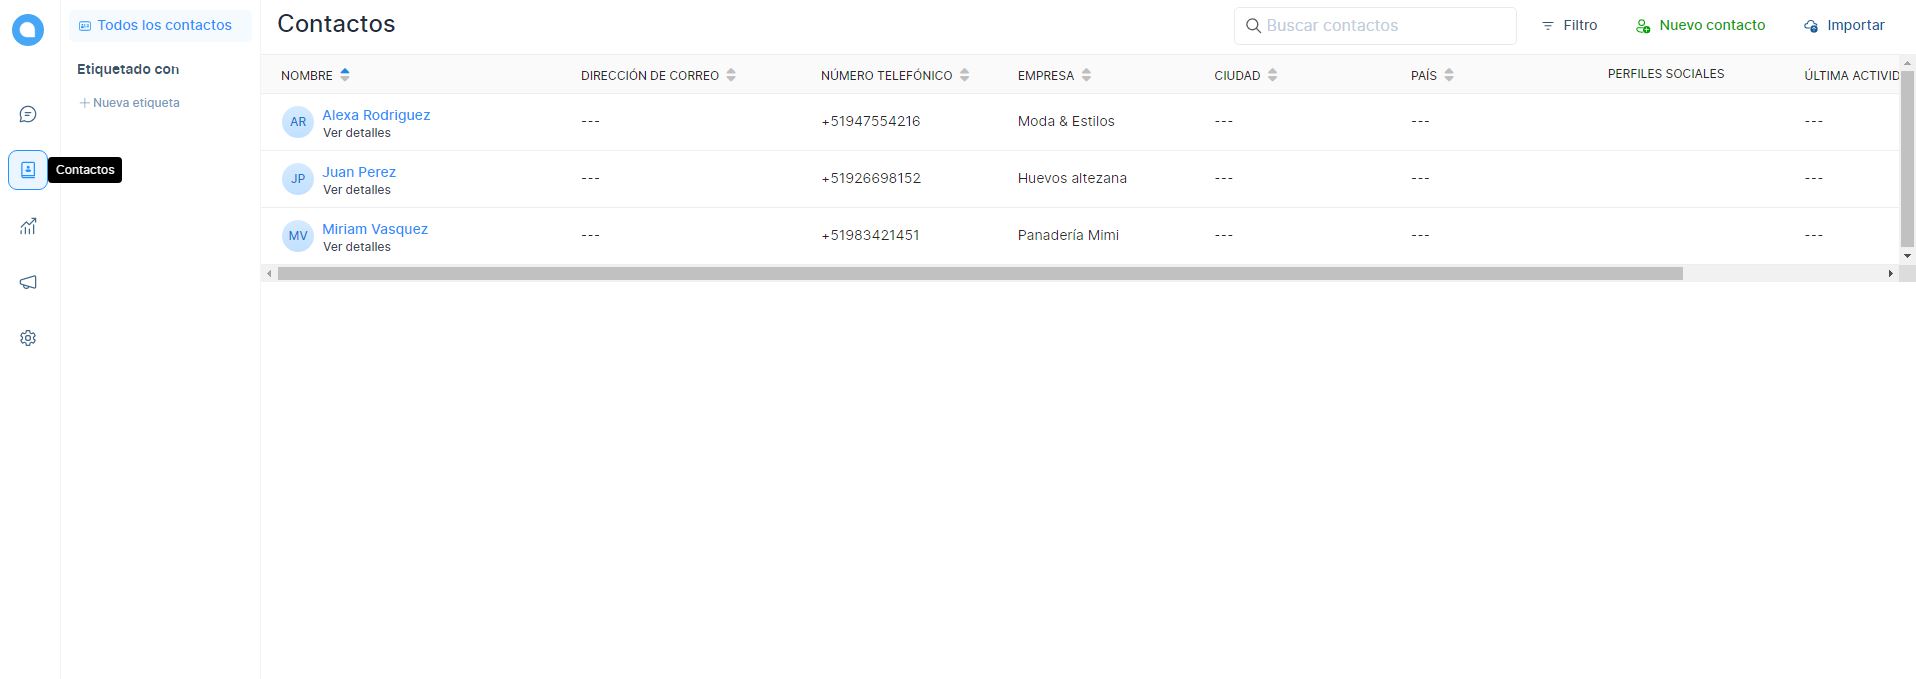 Todos los contactos
Etiquetado con
Nueva etiqueta
Contactos
Contactos
Buscar contactos
Filtro
Nuevo contacto
Importar
NOMBRE DIRECCIÓN DE CORREO NÚMERO TELEFÓNICO EMPRESA CIUDAD PAÍS PERFILES SOCIALES ÚLTIMA ACTIVID
AR Alexa Rodriguez --- +51947554216 Moda & Estilos --- --- ---
Ver detalles
JP Juan Perez --- +51926698152 Huevos altezana --- --- ---
Ver detalles
MV Miriam Vasquez --- +51983421451 Panadería Mimi --- --- ---
Ver detalles